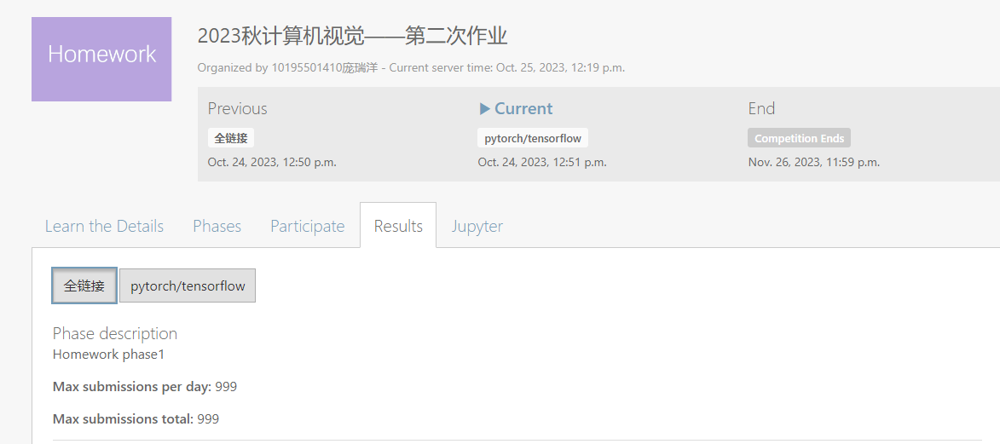 Homework
2023秋计算机视觉——第二次作业
Organized by 10195501410庞瑞洋 - Current server time: Oct. 25, 2023, 12:19 p.m.
Previous
全链接
Oct. 24, 2023, 12:50 p.m.
Current
pytorch/tensorflow
Oct. 24, 2023, 12:51 p.m.
End
Competition Ends
Nov. 26, 2023, 11:59 p.m.
Learn the Details Phases Participate Results Jupyter
全链接 pytorch/tensorflow
Phase description
Homework phase1
Max submissions per day: 999
Max submissions total: 999